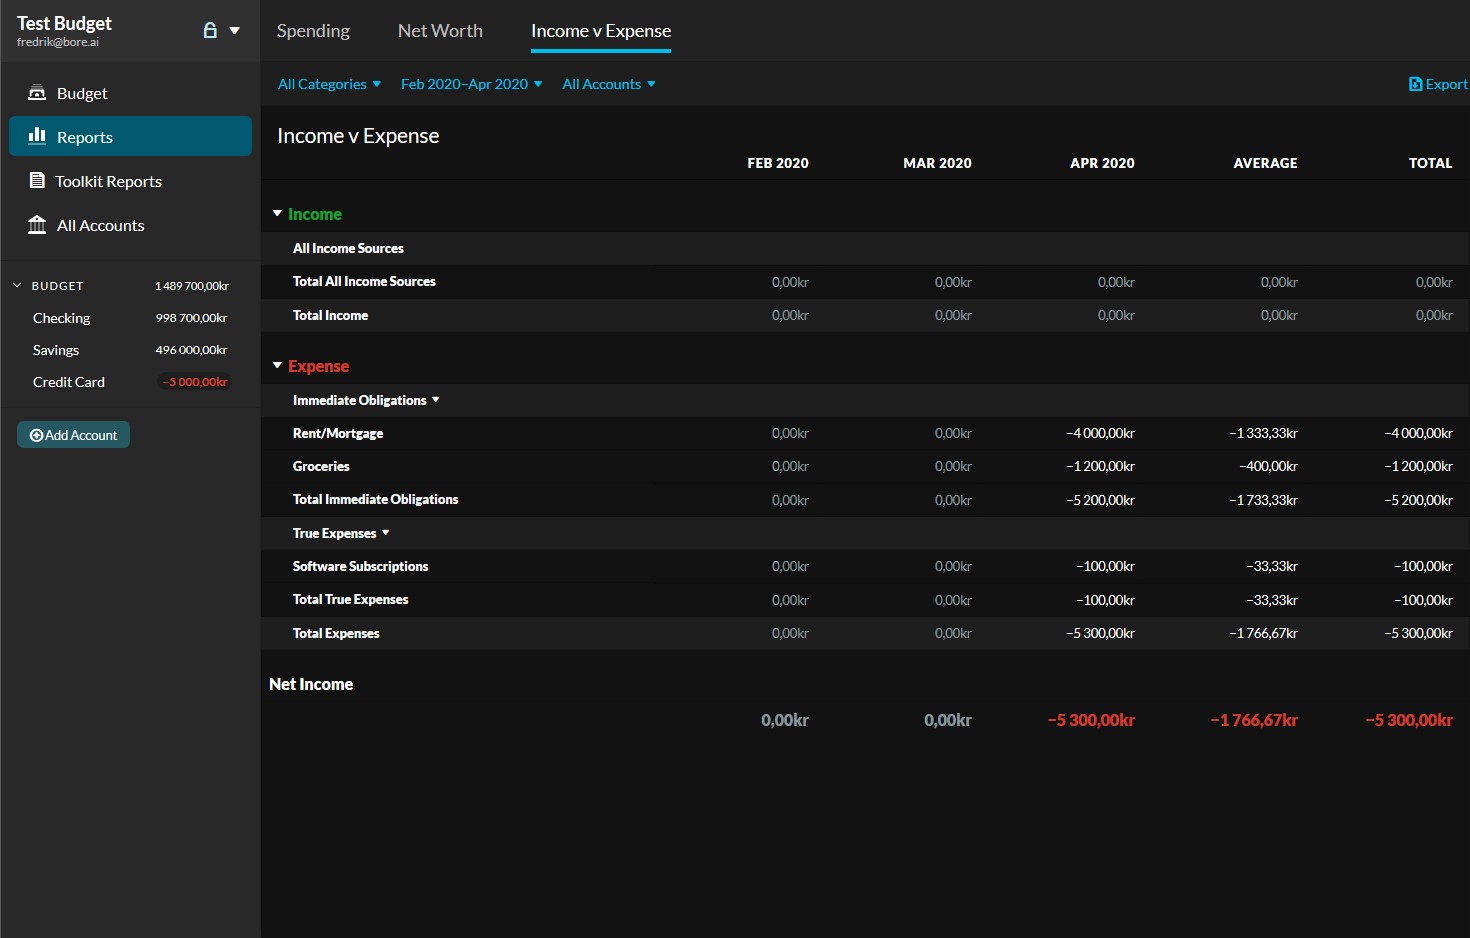 Test Budget
fredrik@bore.ai
Budget
Reports
Toolkit Reports
All Accounts
BUDGET 1 489 700,00kr
Checking 998 700,00kr
Savings 496 000,00kr
Credit Card −5 000,00kr
Add Account
Spending Net Worth Income v Expense
All Categories Feb 2020–Apr 2020 All Accounts Export
Income v Expense
FEB 2020 MAR 2020 APR 2020 AVERAGE TOTAL
Income
All Income Sources
Total All Income Sources 0,00kr 0,00kr 0,00kr 0,00kr 0,00kr
Total Income 0,00kr 0,00kr 0,00kr 0,00kr 0,00kr
Expense
Immediate Obligations
Rent/Mortgage 0,00kr 0,00kr −4 000,00kr −1 333,33kr −4 000,00kr
Groceries 0,00kr 0,00kr −1 200,00kr −400,00kr −1 200,00kr
Total Immediate Obligations 0,00kr 0,00kr −5 200,00kr −1 733,33kr −5 200,00kr
True Expenses
Software Subscriptions 0,00kr 0,00kr −100,00kr −33,33kr −100,00kr
Total True Expenses 0,00kr 0,00kr −100,00kr −33,33kr −100,00kr
Total Expenses 0,00kr 0,00kr −5 300,00kr −1 766,67kr −5 300,00kr
Net Income
0,00kr 0,00kr −5 300,00kr −1 766,67kr −5 300,00kr